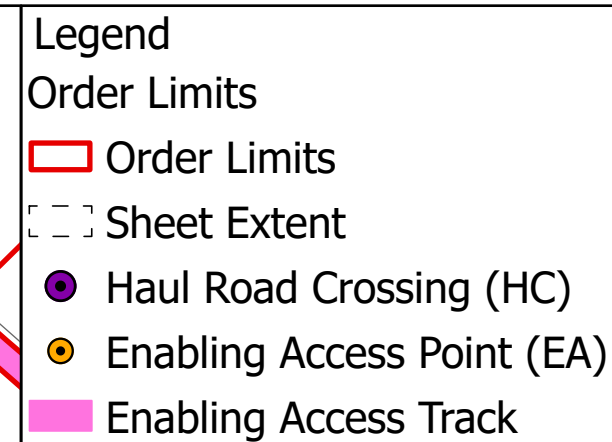 Legend
Order Limits
Order Limits
Sheet Extent
Haul Road Crossing (HC)
Enabling Access Point (EA)
Enabling Access Track